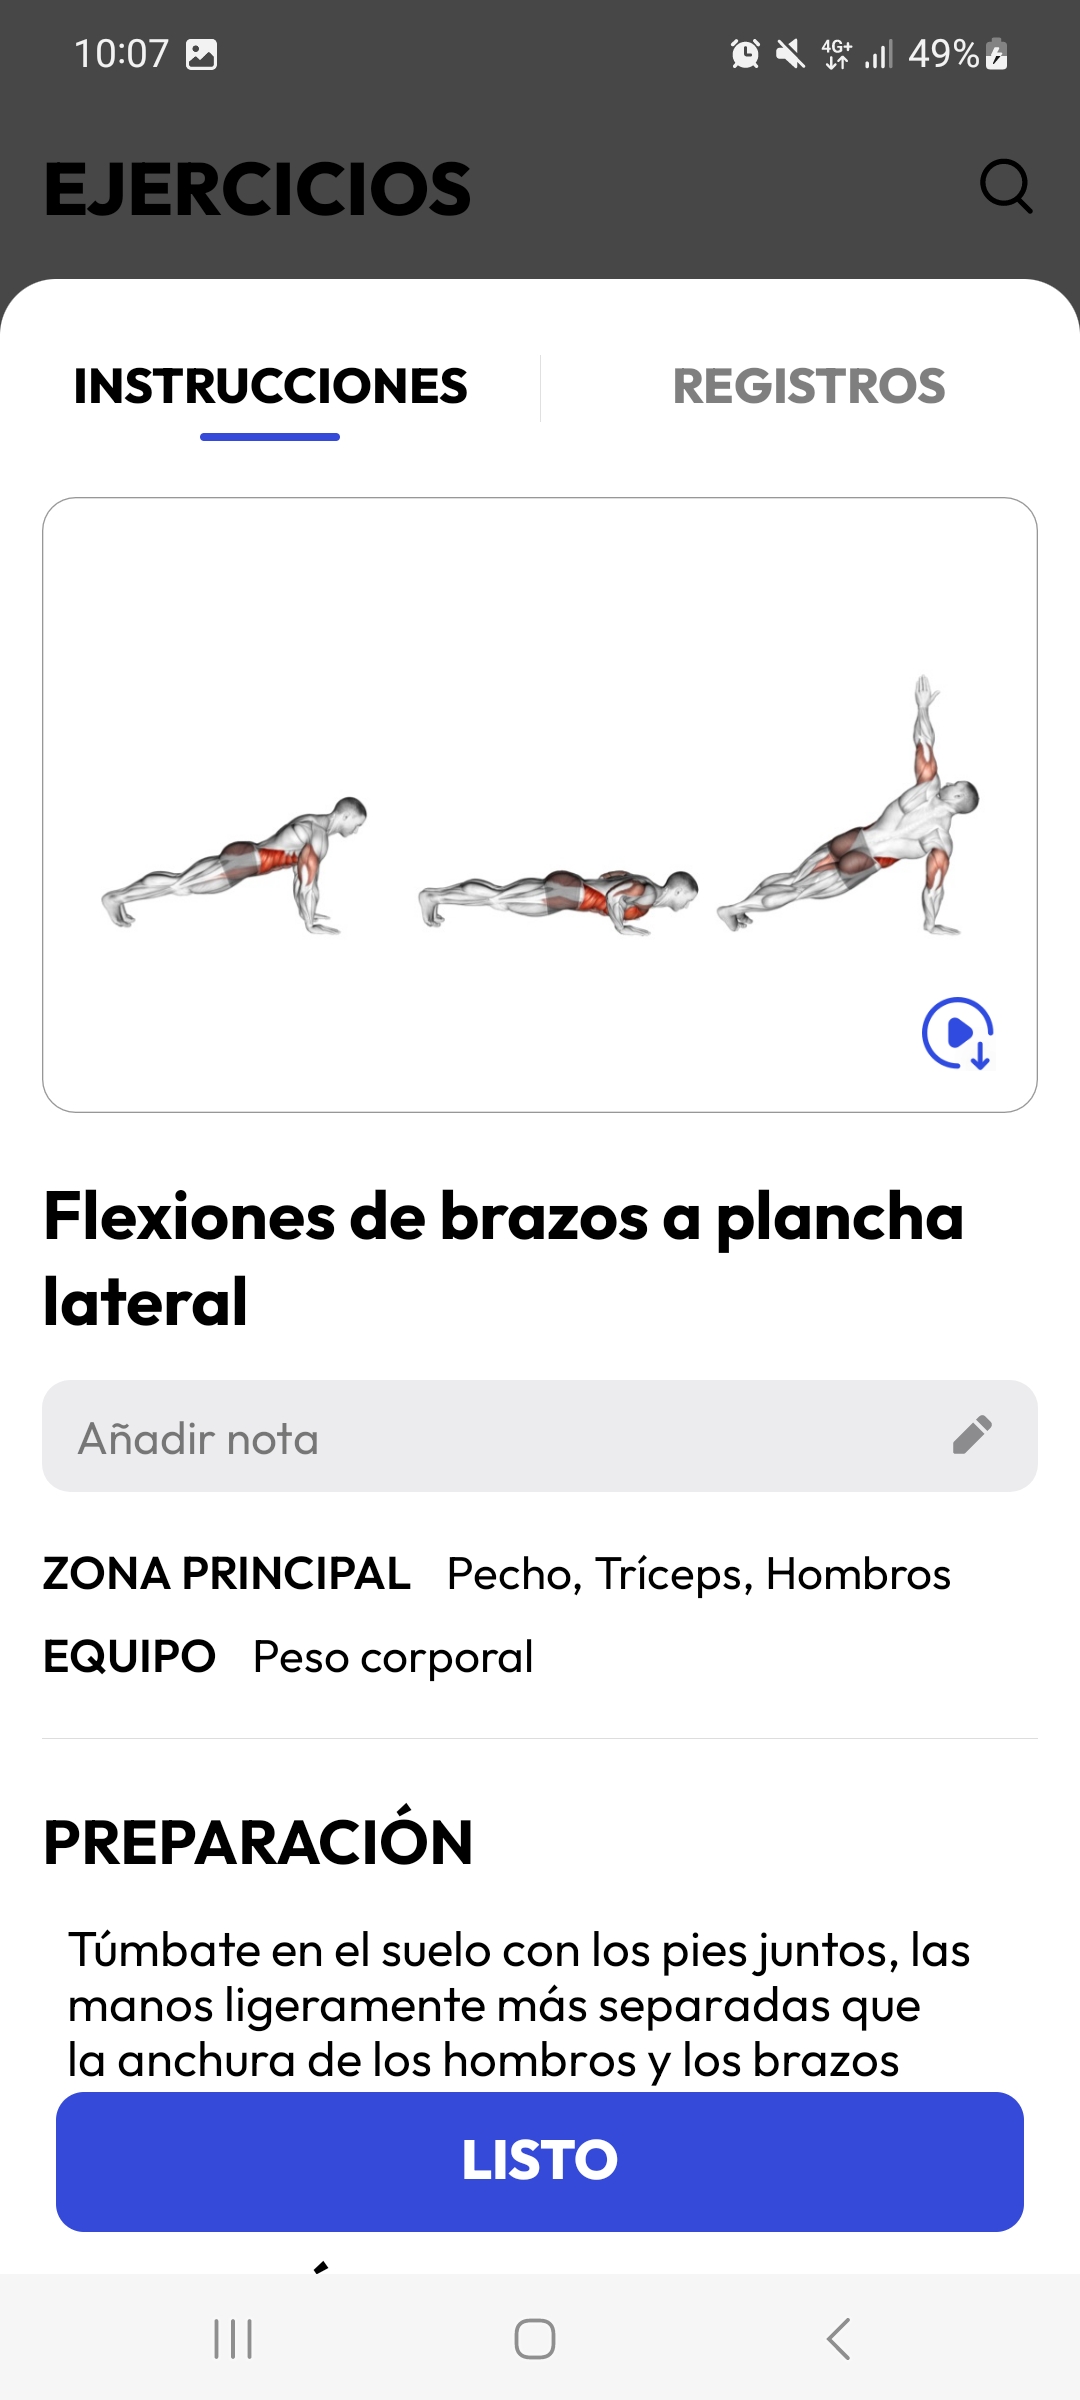 10:07
4G+ 49%
EJERCICIOS
INSTRUCCIONES
REGISTROS
Flexiones de brazos a plancha
lateral
Añadir nota
ZONA PRINCIPAL Pecho, Tríceps, Hombros
EQUIPO Peso corporal
PREPARACIÓN
Túmbate en el suelo con los pies juntos, las
manos ligeramente más separadas que
la anchura de los hombros y los brazos
LISTO